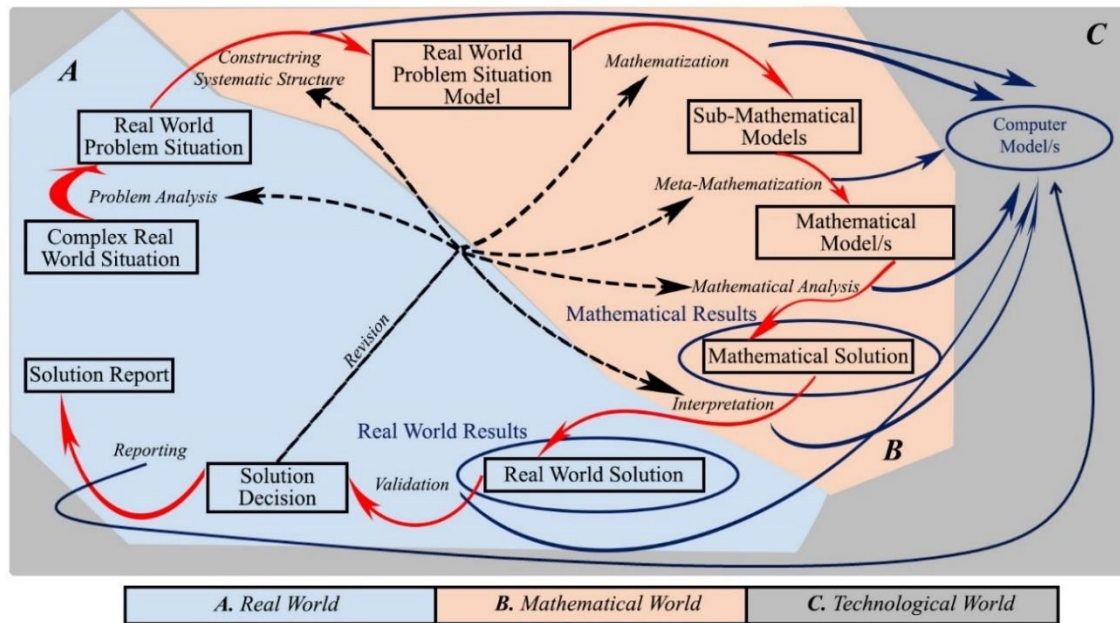 A
C
Constructring
Systematic Structure
Real World
Problem Situation
Model
Mathematization
Real World
Problem Situation
Sub-Mathematical
Models
Computer
Model/s
Problem Analysis
Meta-Mathematization
Complex Real
World Situation
Mathematical
Model/s
Mathematical Analysis
Mathematical Results
Mathematical Solution
Revision
Solution Report
Interpretation
Real World Results
B
Reporting
Solution
Decision
Validation
Real World Solution
A. Real World
B. Mathematical World
C. Technological World